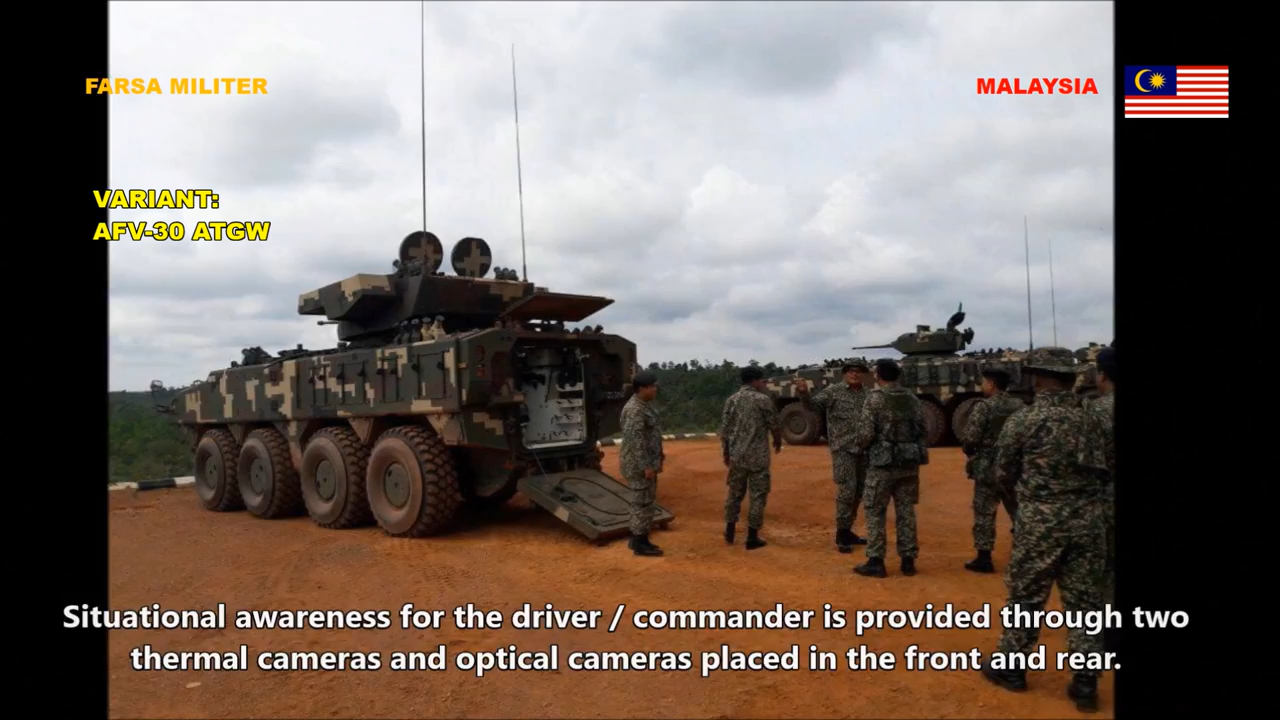 FARSA MILITER
MALAYSIA
VARIANT:
AFV-30 ATGW
Situational awareness for the driver / commander is provided through two
thermal cameras and optical cameras placed in the front and rear.